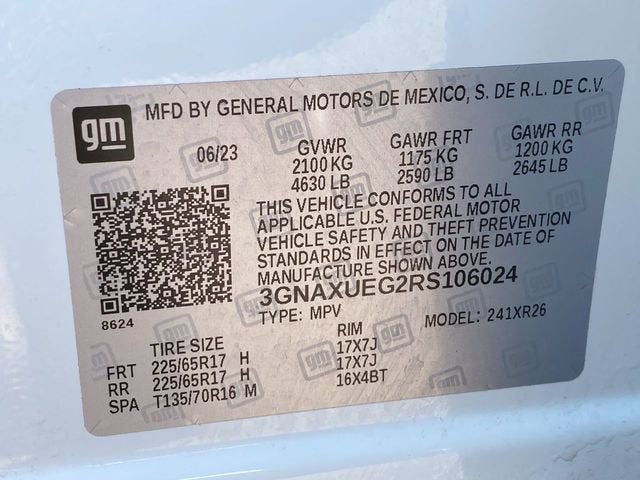 gm
MFD BY GENERAL MOTORS DE MEXICO, S. DE R.L. DE C.V.
06/23 GVWR GAWR FRT GAWR RR
2100 KG 1175 KG 1200 KG
4630 LB 2590 LB 2645 LB
THIS VEHICLE CONFORMS TO ALL
APPLICABLE U.S. FEDERAL MOTOR
VEHICLE SAFETY AND THEFT PREVENTION
STANDARDS IN EFFECT ON THE DATE OF
MANUFACTURE SHOWN ABOVE.
3GNAXUEG2RS106024
8624
TYPE: MPV MODEL: 241XR26
TIRE SIZE RIM
FRT 225/65R17 H 17X7J
RR 225/65R17 H 17X7J
SPA T135/70R16 M 16X4BT